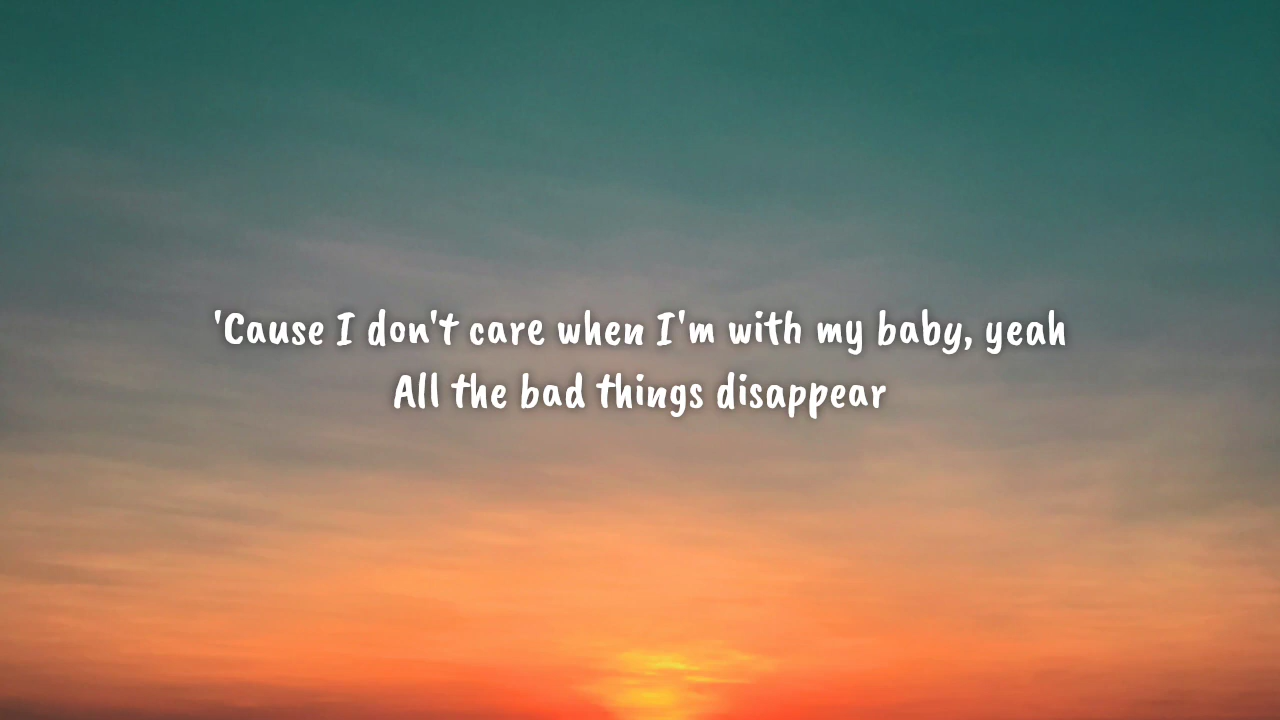 'Cause I don't care when I'm with my baby, yeah
All the bad things disappear